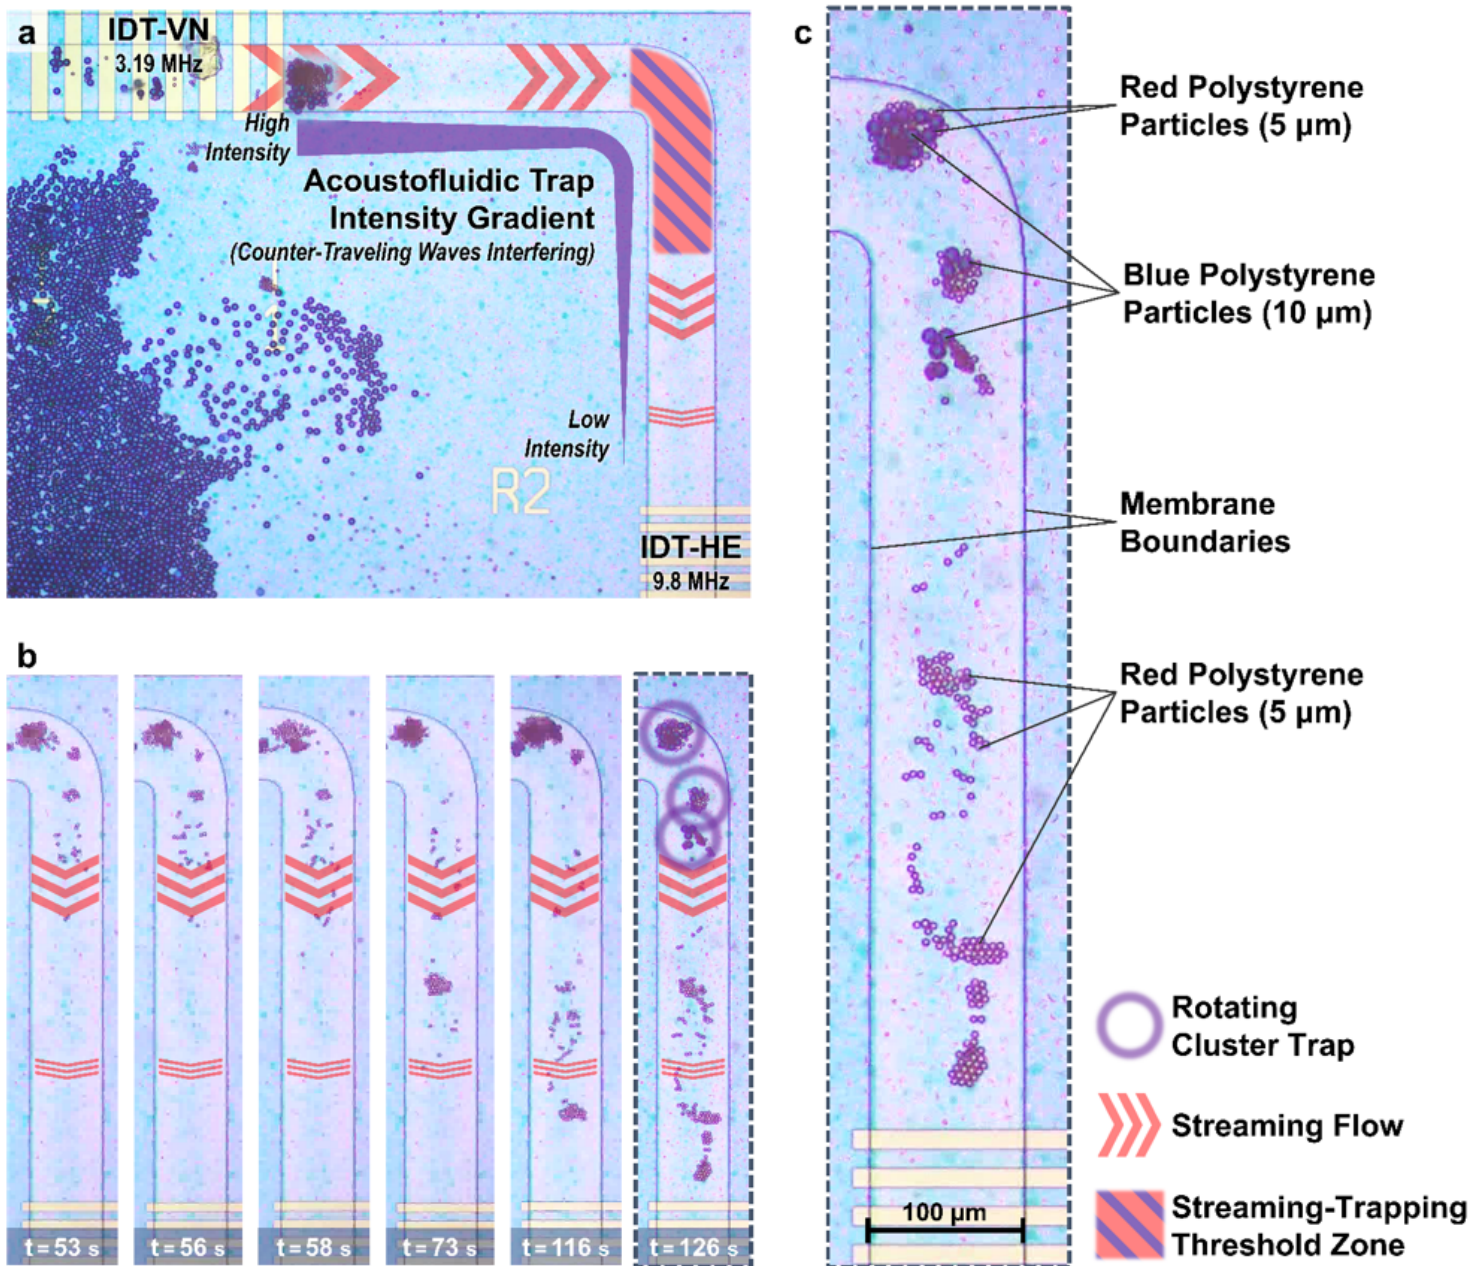 a
IDT-VN
3.19 MHz
High
Intensity
Acoustofluidic Trap
Intensity Gradient
(Counter-Traveling Waves Interfering)
Low
Intensity
R2
IDT-HE
9.8 MHz
b
t = 53 s
t = 56 s
t = 58 s
t = 73 s
t = 116 s
t = 126 s
c
Red Polystyrene
Particles (5 µm)
Blue Polystyrene
Particles (10 µm)
Membrane
Boundaries
Red Polystyrene
Particles (5 µm)
100 µm
Rotating
Cluster Trap
Streaming Flow
Streaming-Trapping
Threshold Zone